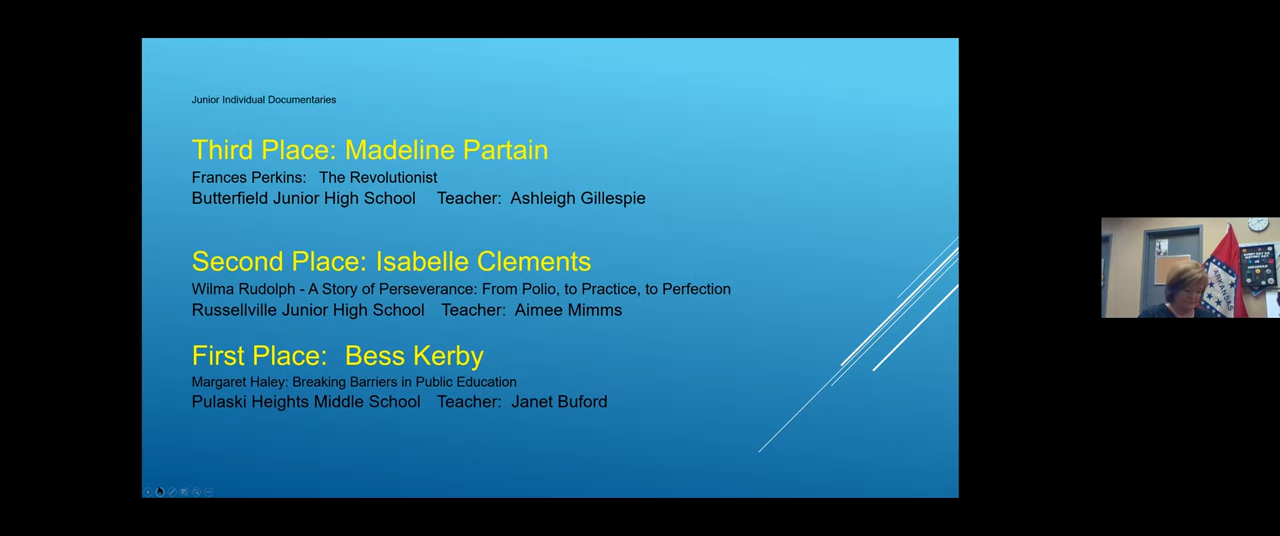 Junior Individual Documentaries
Third Place: Madeline Partain
Frances Perkins: The Revolutionist
Butterfield Junior High School Teacher: Ashleigh Gillespie
Second Place: Isabelle Clements
Wilma Rudolph - A Story of Perseverance: From Polio, to Practice, to Perfection
Russellville Junior High School Teacher: Aimee Mimms
First Place: Bess Kerby
Margaret Haley: Breaking Barriers in Public Education
Pulaski Heights Middle School Teacher: Janet Buford
ARKANSAS